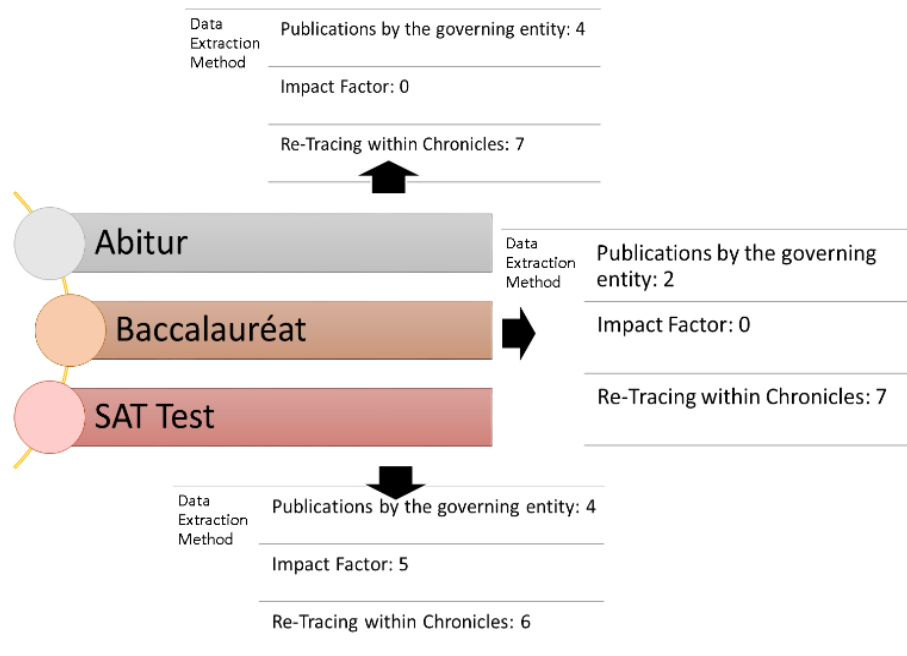 Data
Extraction
Method
Publications by the governing entity: 4
Impact Factor: 0
Re-Tracing within Chronicles: 7
Abitur
Baccalauréat
SAT Test
Data
Extraction
Method
Publications by the governing
entity: 2
Impact Factor: 0
Re-Tracing within Chronicles: 7
Data
Extraction
Method
Publications by the governing entity: 4
Impact Factor: 5
Re-Tracing within Chronicles: 6